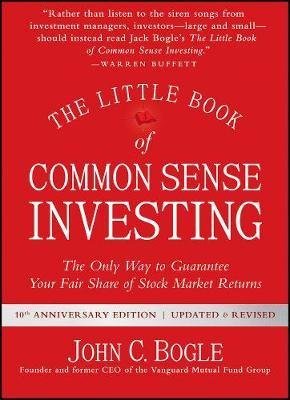 "Rather than listen to the siren songs from
investment managers, investors—large and small—
should instead read Jack Bogle's The Little Book
of Common Sense Investing."
—WARREN BUFFETT
THE LITTLE BOOK
of
COMMON SENSE
INVESTING
The Only Way to Guarantee
Your Fair Share of Stock Market Returns
10th ANNIVERSARY EDITION | UPDATED & REVISED
JOHN C. BOGLE
Founder and former CEO of the Vanguard Mutual Fund Group